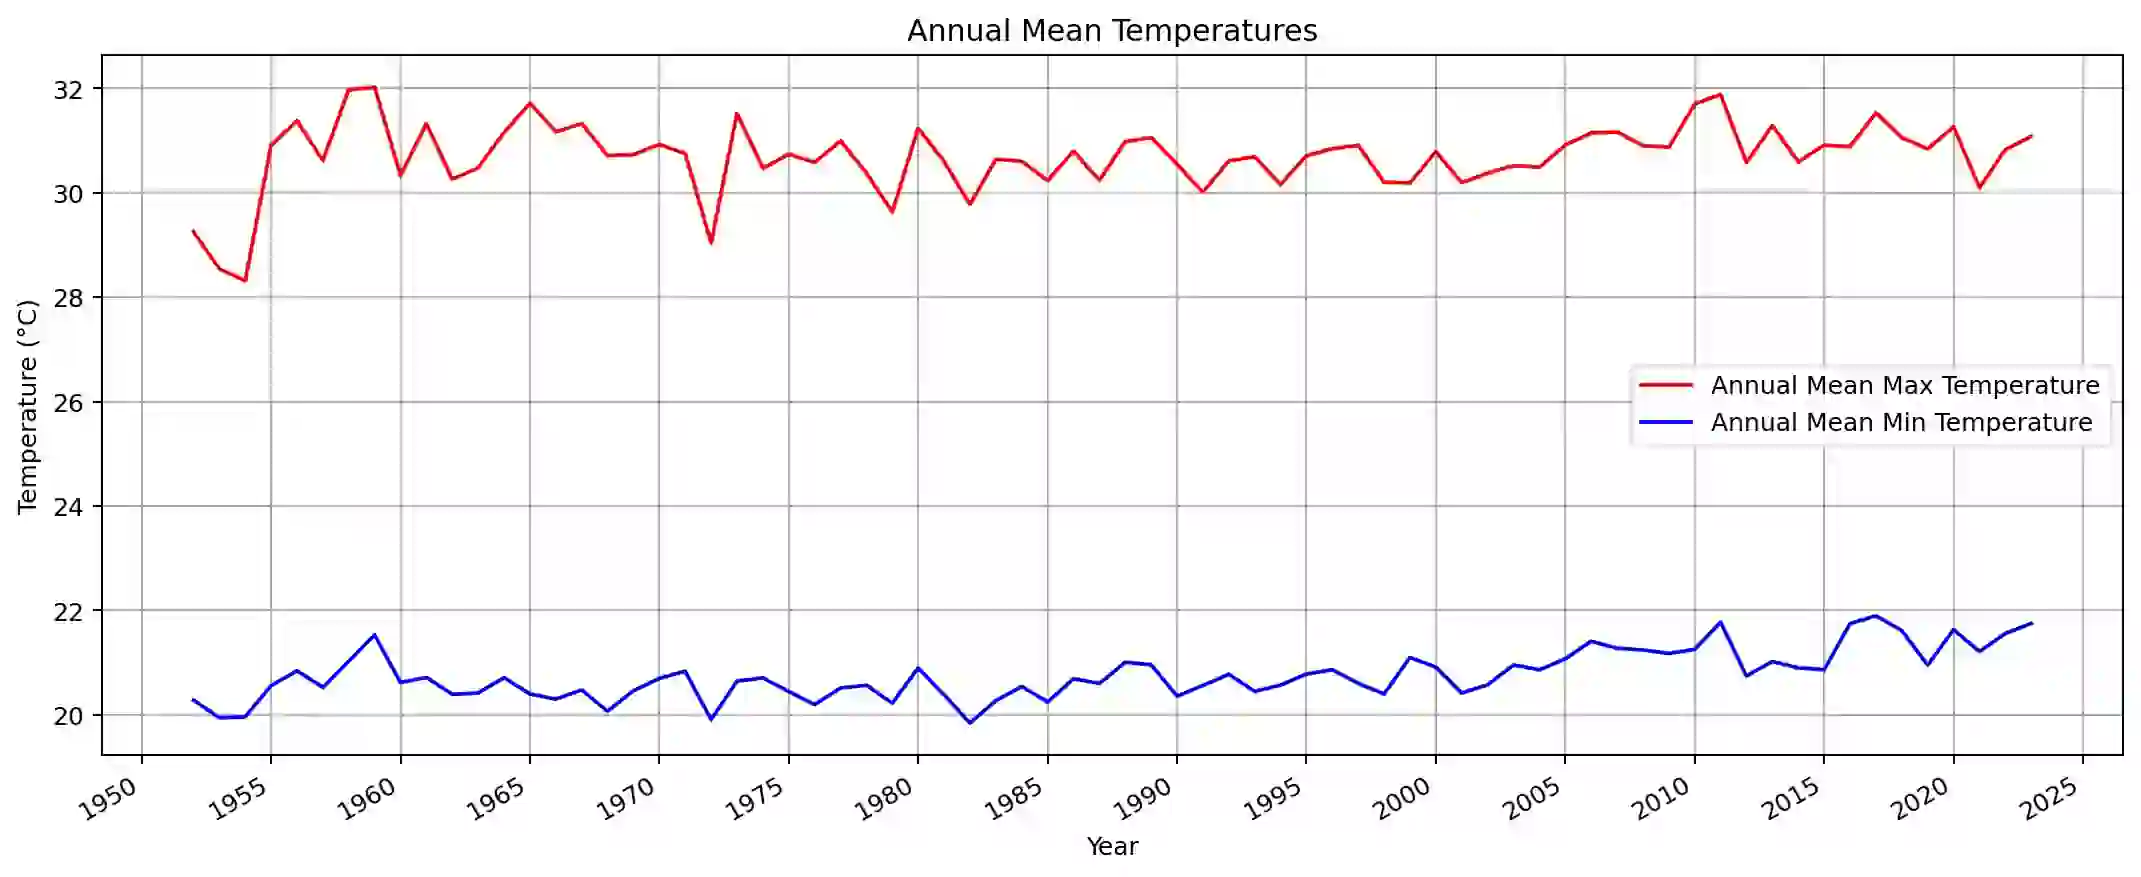 Annual Mean Temperatures
Temperature (°C)
32
30
28
26
24
22
20
Annual Mean Max Temperature
Annual Mean Min Temperature
1950 1955 1960 1965 1970 1975 1980 1985 1990 1995 2000 2005 2010 2015 2020 2025
Year